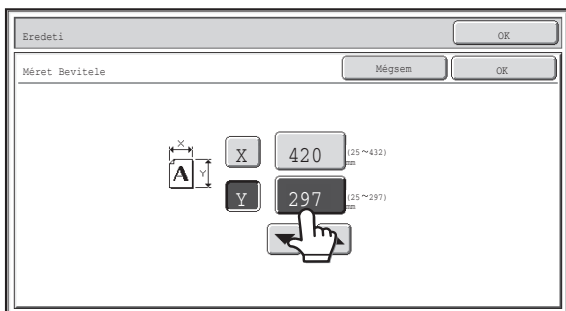 Eredeti OK
Méret Bevitele Mégsem OK
X
X 420 (25~432)
mm
A Y
Y 297 (25~297)
mm